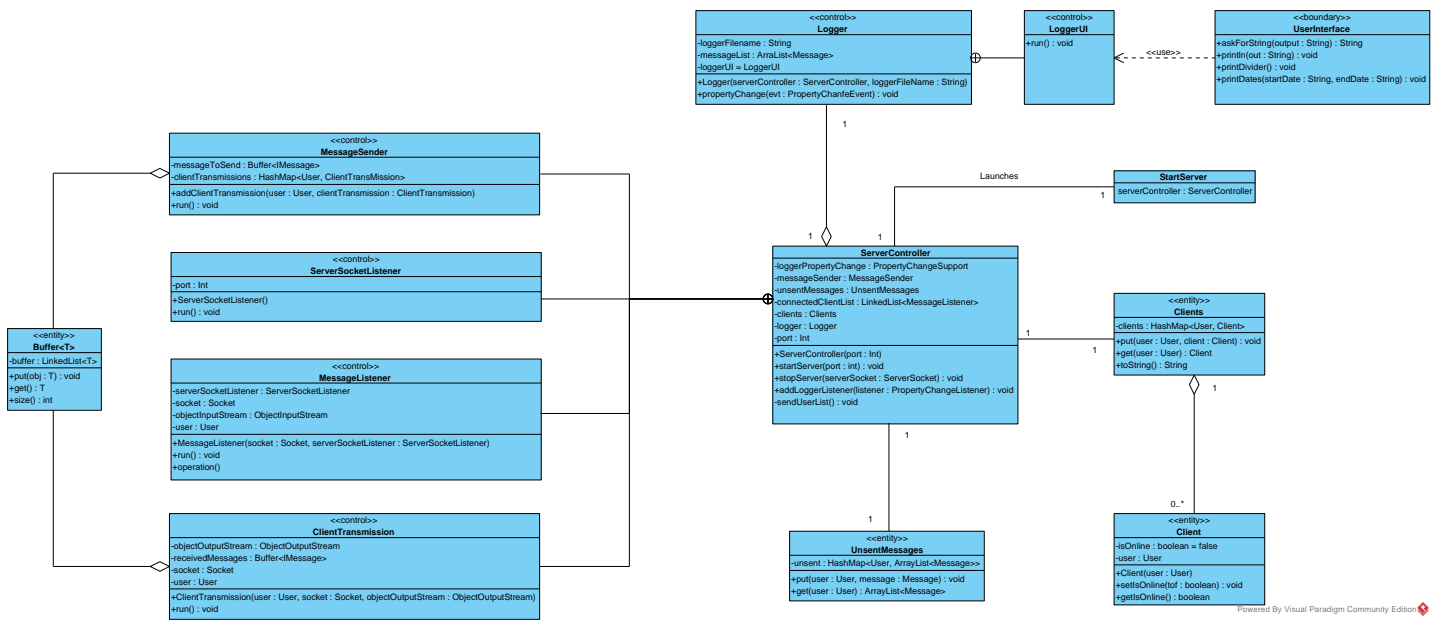 <<control>>
Logger
-loggerFilename : String
-messageList : ArraList<Message>
-loggerUI = LoggerUI
+Logger(serverController : ServerController, loggerFileName : String)
+propertyChange(evt : PropertyChanfeEvent) : void
<<control>>
LoggerUI
+run() : void
<<use>>
<<boundary>>
UserInterface
+askForString(output : String) : String
+println(out : String) : void
+printDivider() : void
+printDates(startDate : String, endDate : String) : void
1
1
<<control>>
MessageSender
-messageToSend : Buffer<IMessage>
-clientTransmissions : HashMap<User, ClientTransMission>
+addClientTransmission(user : User, clientTransmission : ClientTransmission)
+run() : void
Launches
1
1
StartServer
serverController : ServerController
<<control>>
ServerSocketListener
-port : Int
+ServerSocketListener()
+run() : void
ServerController
-loggerPropertyChange : PropertyChangeSupport
-messageSender : MessageSender
-unsentMessages : UnsentMessages
-connectedClientList : LinkedList<MessageListener>
-clients : Clients
-logger : Logger
-port : Int
+ServerController(port : Int)
+startServer(port : int) : void
+stopServer(serverSocket : ServerSocket) : void
+addLoggerListener(listener : PropertyChangeListener) : void
-sendUserList() : void
1
1
<<entity>>
Clients
-clients : HashMap<User, Client>
+put(user : User, client : Client) : void
+get(user : User) : Client
+toString() : String
<<entity>>
Buffer<T>
-buffer : LinkedList<T>
+put(obj : T) : void
+get() : T
+size() : int
<<control>>
MessageListener
-serverSocketListener : ServerSocketListener
-socket : Socket
-objectInputStream : ObjectInputStream
-user : User
+MessageListener(socket : Socket, serverSocketListener : ServerSocketListener)
+run() : void
+operation()
1
1
1
0..*
<<control>>
ClientTransmission
-objectOutputStream : ObjectOutputStream
-receivedMessages : Buffer<IMessage>
-socket : Socket
-user : User
+ClientTransmission(user : User, socket : Socket, objectOutputStream : ObjectOutputStream)
+run() : void
<<entity>>
UnsentMessages
-unsent : HashMap<User, ArrayList<Message>>
+put(user : User, message : Message) : void
+get(user : User) : ArrayList<Message>
<<entity>>
Client
-isOnline : boolean = false
-user : User
+Client(user : User)
+setIsOnline(tof : boolean) : void
+getIsOnline() : boolean
Powered By Visual Paradigm Community Edition